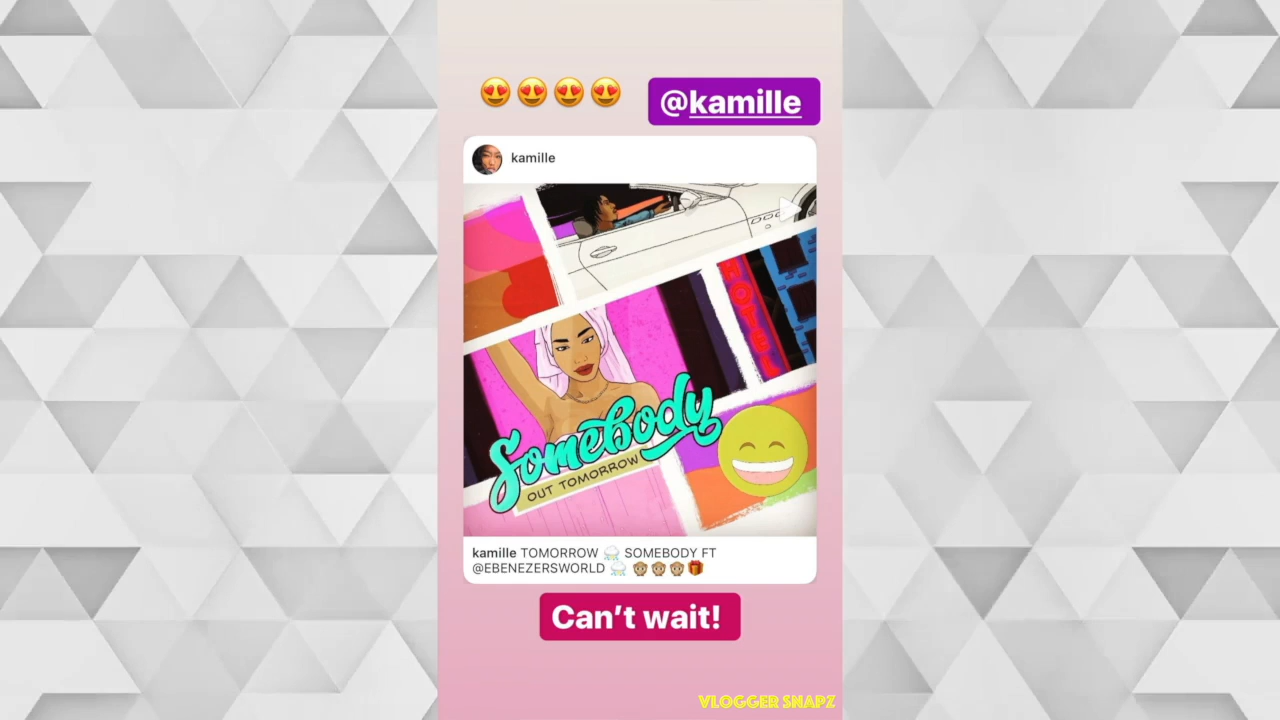 @kamille
kamille
HOTEL
Somebody
OUT TOMORROW
kamille TOMORROW 🌧 SOMEBODY FT
@EBENEZERSWORLD 🌧 🙊🙊🙊🎁
Can't wait!
VLOGGER SNAPZ